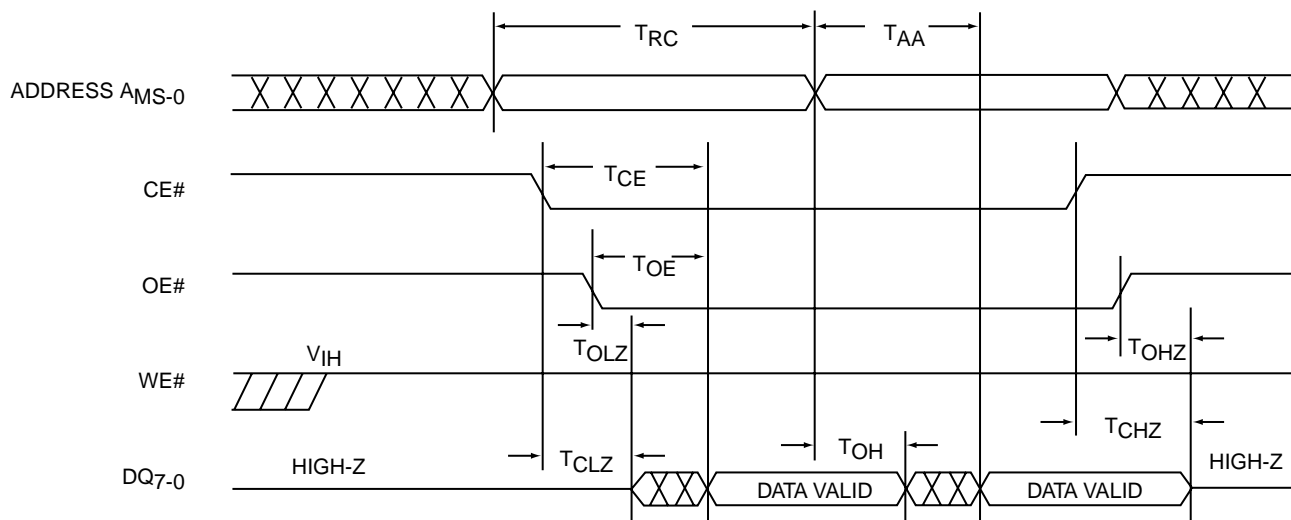 TRC TAA
ADDRESS AMS-0
TCE
CE#
TOE
OE#
TOLZ TOHZ
VIH
WE#
TCHZ
HIGH-Z TCLZ TOH HIGH-Z
DQ7-0 DATA VALID DATA VALID